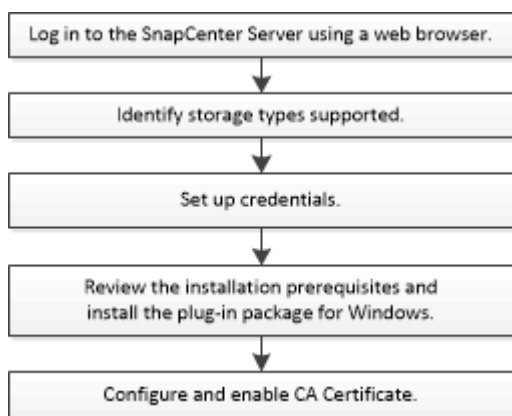 Log in to the SnapCenter Server using a web browser.
Identify storage types supported.
Set up credentials.
Review the installation prerequisites and
install the plug-in package for Windows.
Configure and enable CA Certificate.